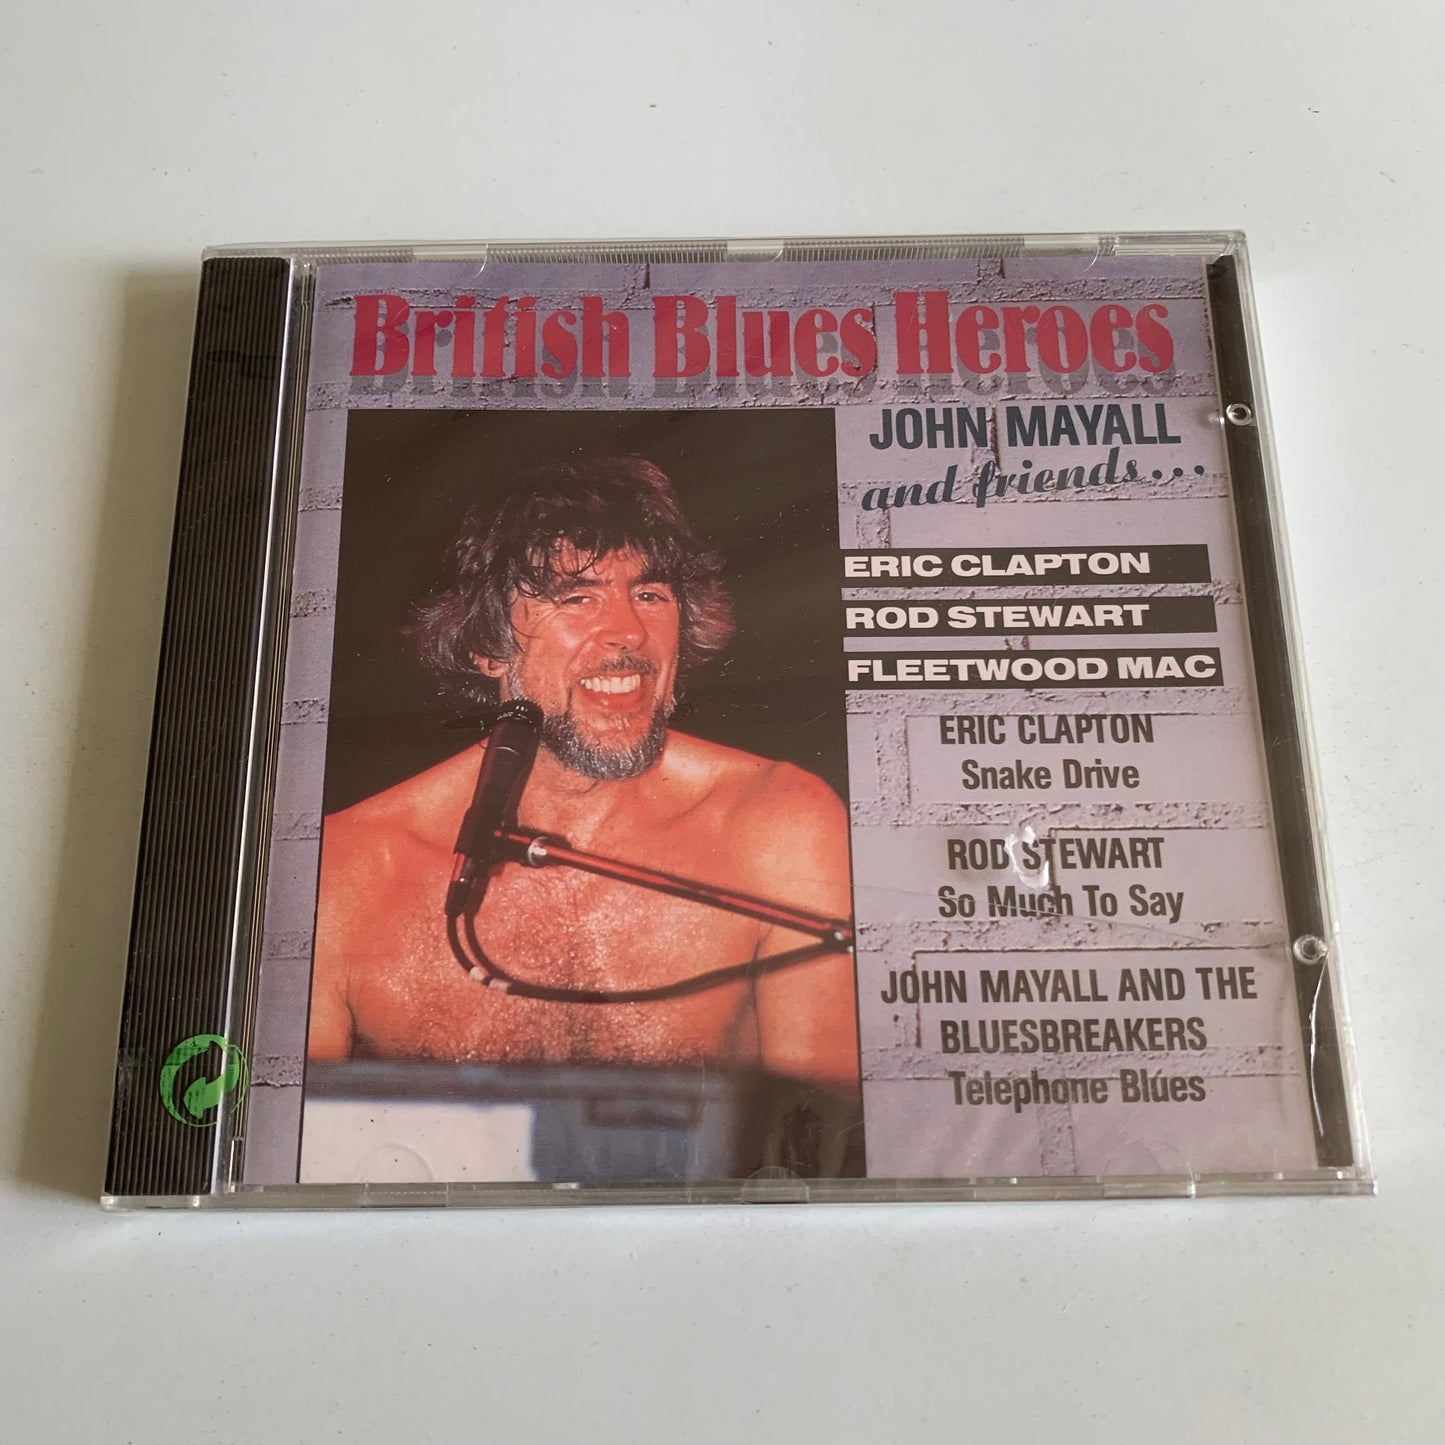 British Blues Heroes
JOHN MAYALL
and friends...
ERIC CLAPTON
ROD STEWART
FLEETWOOD MAC
ERIC CLAPTON
Snake Drive
ROD STEWART
So Much To Say
JOHN MAYALL AND THE
BLUESBREAKERS
Telephone Blues